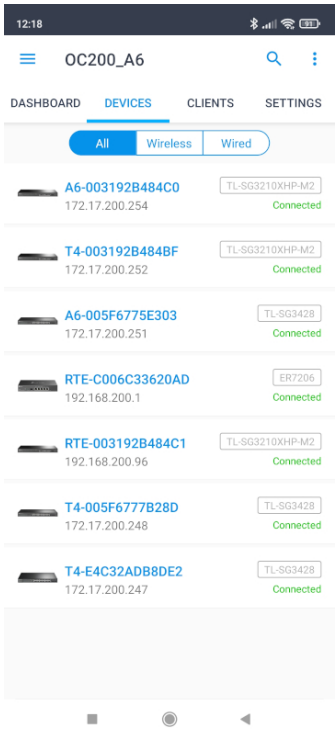 12:18
OC200_A6
DASHBOARD DEVICES CLIENTS SETTINGS
All Wireless Wired
A6-003192B484C0 TL-SG3210XHP-M2
172.17.200.254 Connected
T4-003192B484BF TL-SG3210XHP-M2
172.17.200.252 Connected
A6-005F6775E303 TL-SG3428
172.17.200.251 Connected
RTE-C006C33620AD ER7206
192.168.200.1 Connected
RTE-003192B484C1 TL-SG3210XHP-M2
192.168.200.96 Connected
T4-005F6777B28D TL-SG3428
172.17.200.248 Connected
T4-E4C32ADB8DE2 TL-SG3428
172.17.200.247 Connected